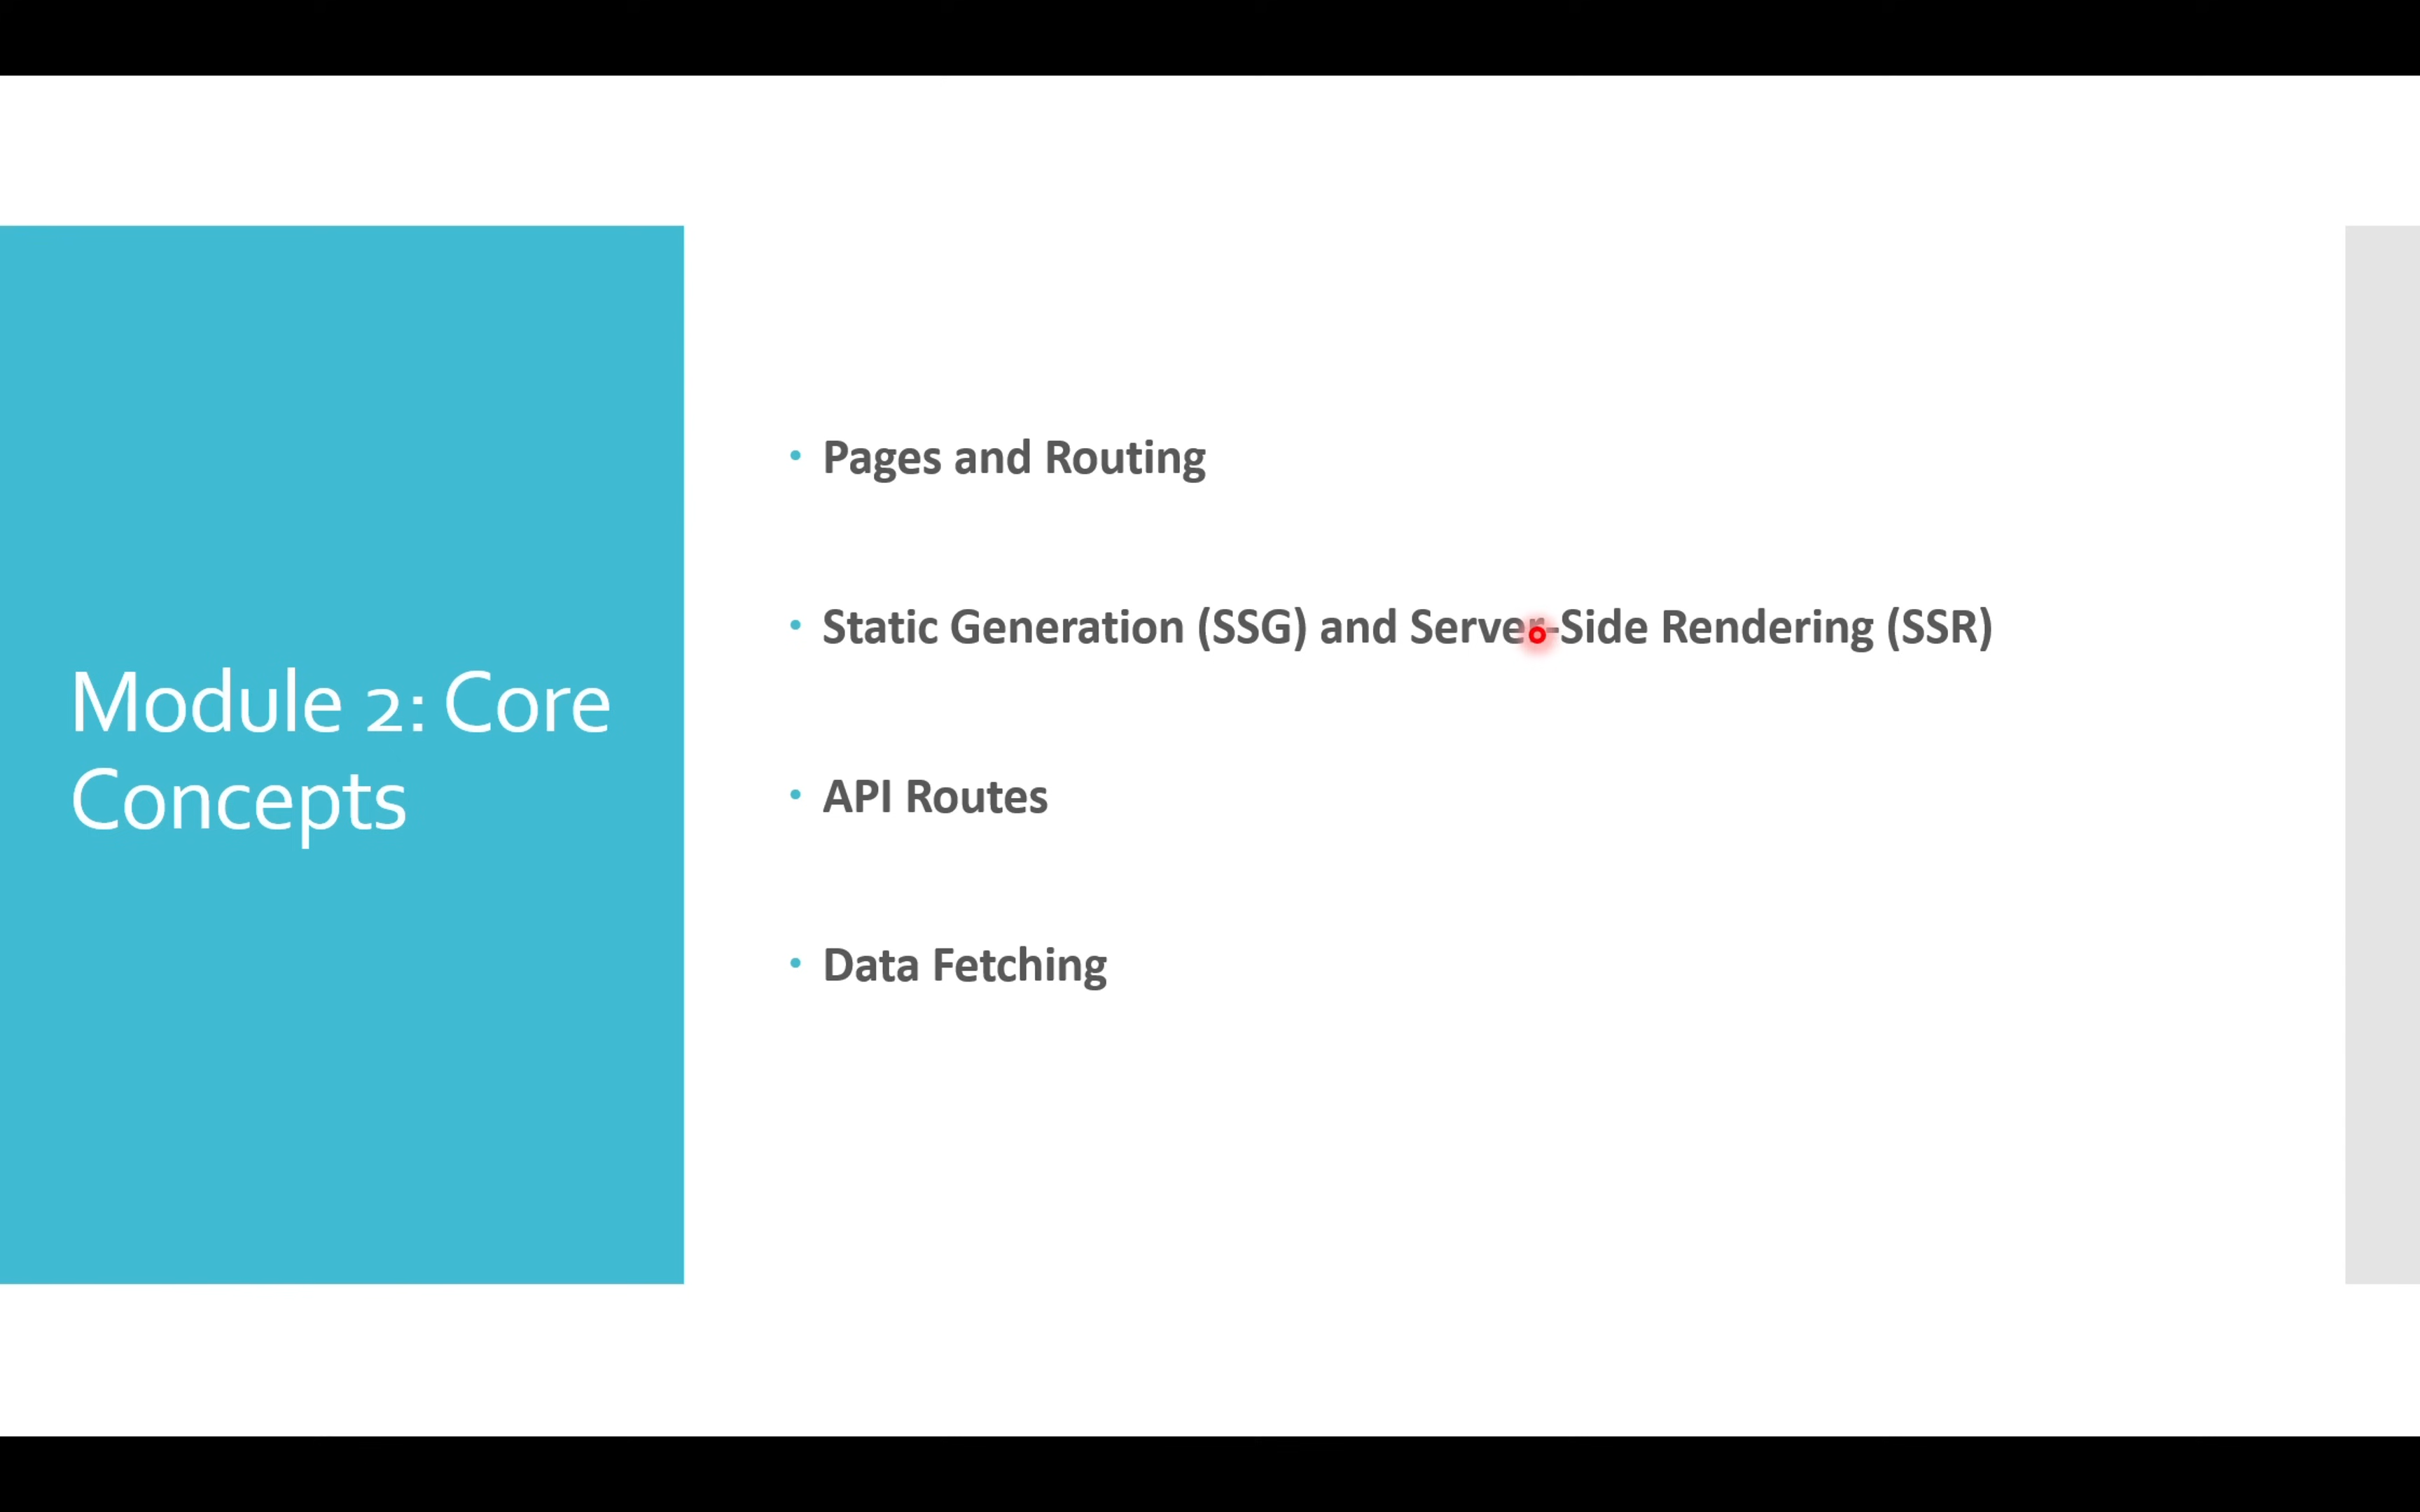 Module 2: Core
Concepts
• Pages and Routing
• Static Generation (SSG) and Server-Side Rendering (SSR)
• API Routes
• Data Fetching